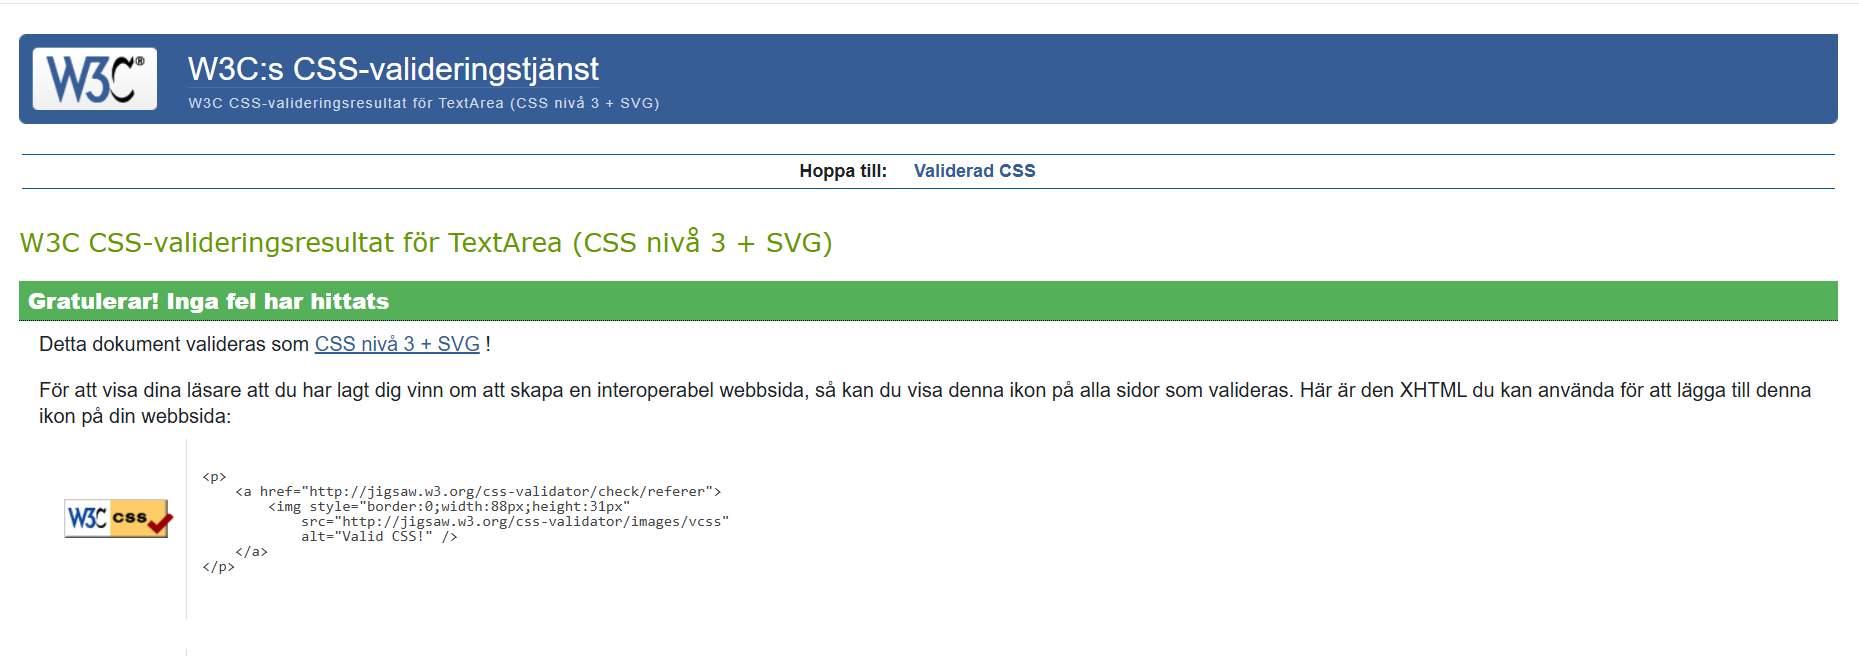 W3C®
W3C:s CSS-valideringstjänst
W3C CSS-valideringsresultat för TextArea (CSS nivå 3 + SVG)
Hoppa till: Validerad CSS
W3C CSS-valideringsresultat för TextArea (CSS nivå 3 + SVG)
Gratulerar! Inga fel har hittats
Detta dokument valideras som CSS nivå 3 + SVG !
För att visa dina läsare att du har lagt dig vinn om att skapa en interoperabel webbsida, så kan du visa denna ikon på alla sidor som valideras. Här är den XHTML du kan använda för att lägga till denna
ikon på din webbsida:
W3C css
<p>
    <a href="http://jigsaw.w3.org/css-validator/check/referer">
        <img style="border:0;width:88px;height:31px"
            src="http://jigsaw.w3.org/css-validator/images/vcss"
            alt="Valid CSS!" />
    </a>
</p>